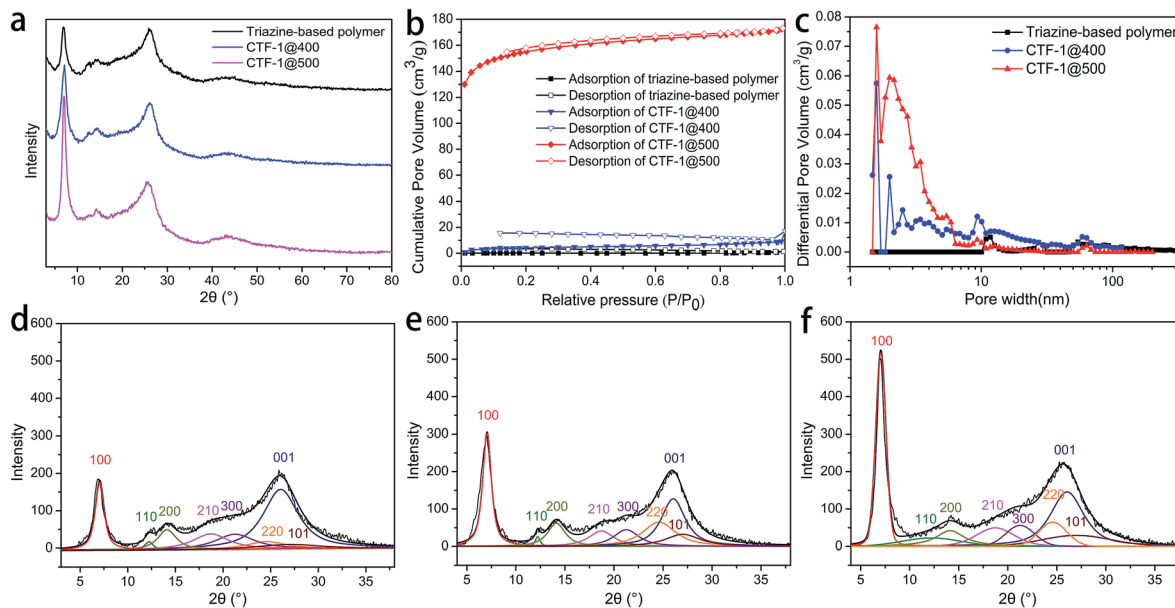 a
Triazine-based polymer
CTF-1@400
CTF-1@500
Intensity
10 20 30 40 50 60 70 80
2θ (°)
b
180
160
140
120
100
80
60
40
20
0
Cumulative Pore Volume (cm³/g)
Adsorption of triazine-based polymer
Desorption of triazine-based polymer
Adsorption of CTF-1@400
Desorption of CTF-1@400
Adsorption of CTF-1@500
Desorption of CTF-1@500
0.0 0.2 0.4 0.6 0.8 1.0
Relative pressure (P/P₀)
c
0.08
0.07
0.06
0.05
0.04
0.03
0.02
0.01
0.00
Differential Pore Volume (cm³/g)
Triazine-based polymer
CTF-1@400
CTF-1@500
1 10 100
Pore width(nm)
d
600
500
400
300
200
100
0
Intensity
100
110
200
210
300
001
220
101
5 10 15 20 25 30 35
2θ (°)
e
600
500
400
300
200
100
0
Intensity
100
110
200
210
300
001
220
101
5 10 15 20 25 30 35
2θ (°)
f
600
500
400
300
200
100
0
Intensity
100
110
200
210
300
001
220
101
5 10 15 20 25 30 35
2θ (°)